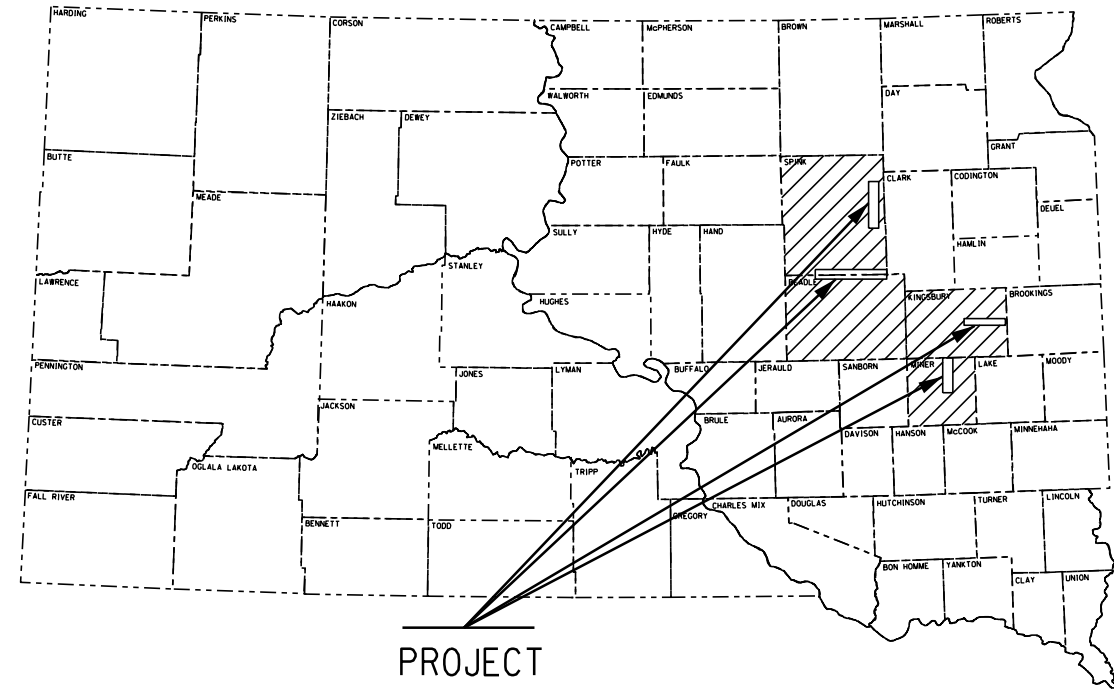 HARDING
PERKINS
CORSON
CAMPBELL
McPHERSON
BROWN
MARSHALL
ROBERTS
WALWORTH
EDMUNDS
DAY
ZIEBACH
DEWEY
GRANT
BUTTE
POTTER
FAULK
SPINK
CLARK
CODINGTON
MEADE
DEUEL
SULLY
HYDE
HAND
HAMLIN
LAWRENCE
STANLEY
BEADLE
HAAKON
HUGHES
KINGSBURY
BROOKINGS
PENNINGTON
JONES
LYMAN
BUFFALO
JERAULD
SANBORN
MINER
LAKE
MOODY
JACKSON
CUSTER
BRULE
AURORA
DAVISON
HANSON
McCOOK
MINNEHAHA
MELLETTE
OGLALA LAKOTA
TRIPP
FALL RIVER
CHARLES MIX
DOUGLAS
HUTCHINSON
TURNER
LINCOLN
BENNETT
TODD
GREGORY
BON HOMME
YANKTON
CLAY
UNION
PROJECT